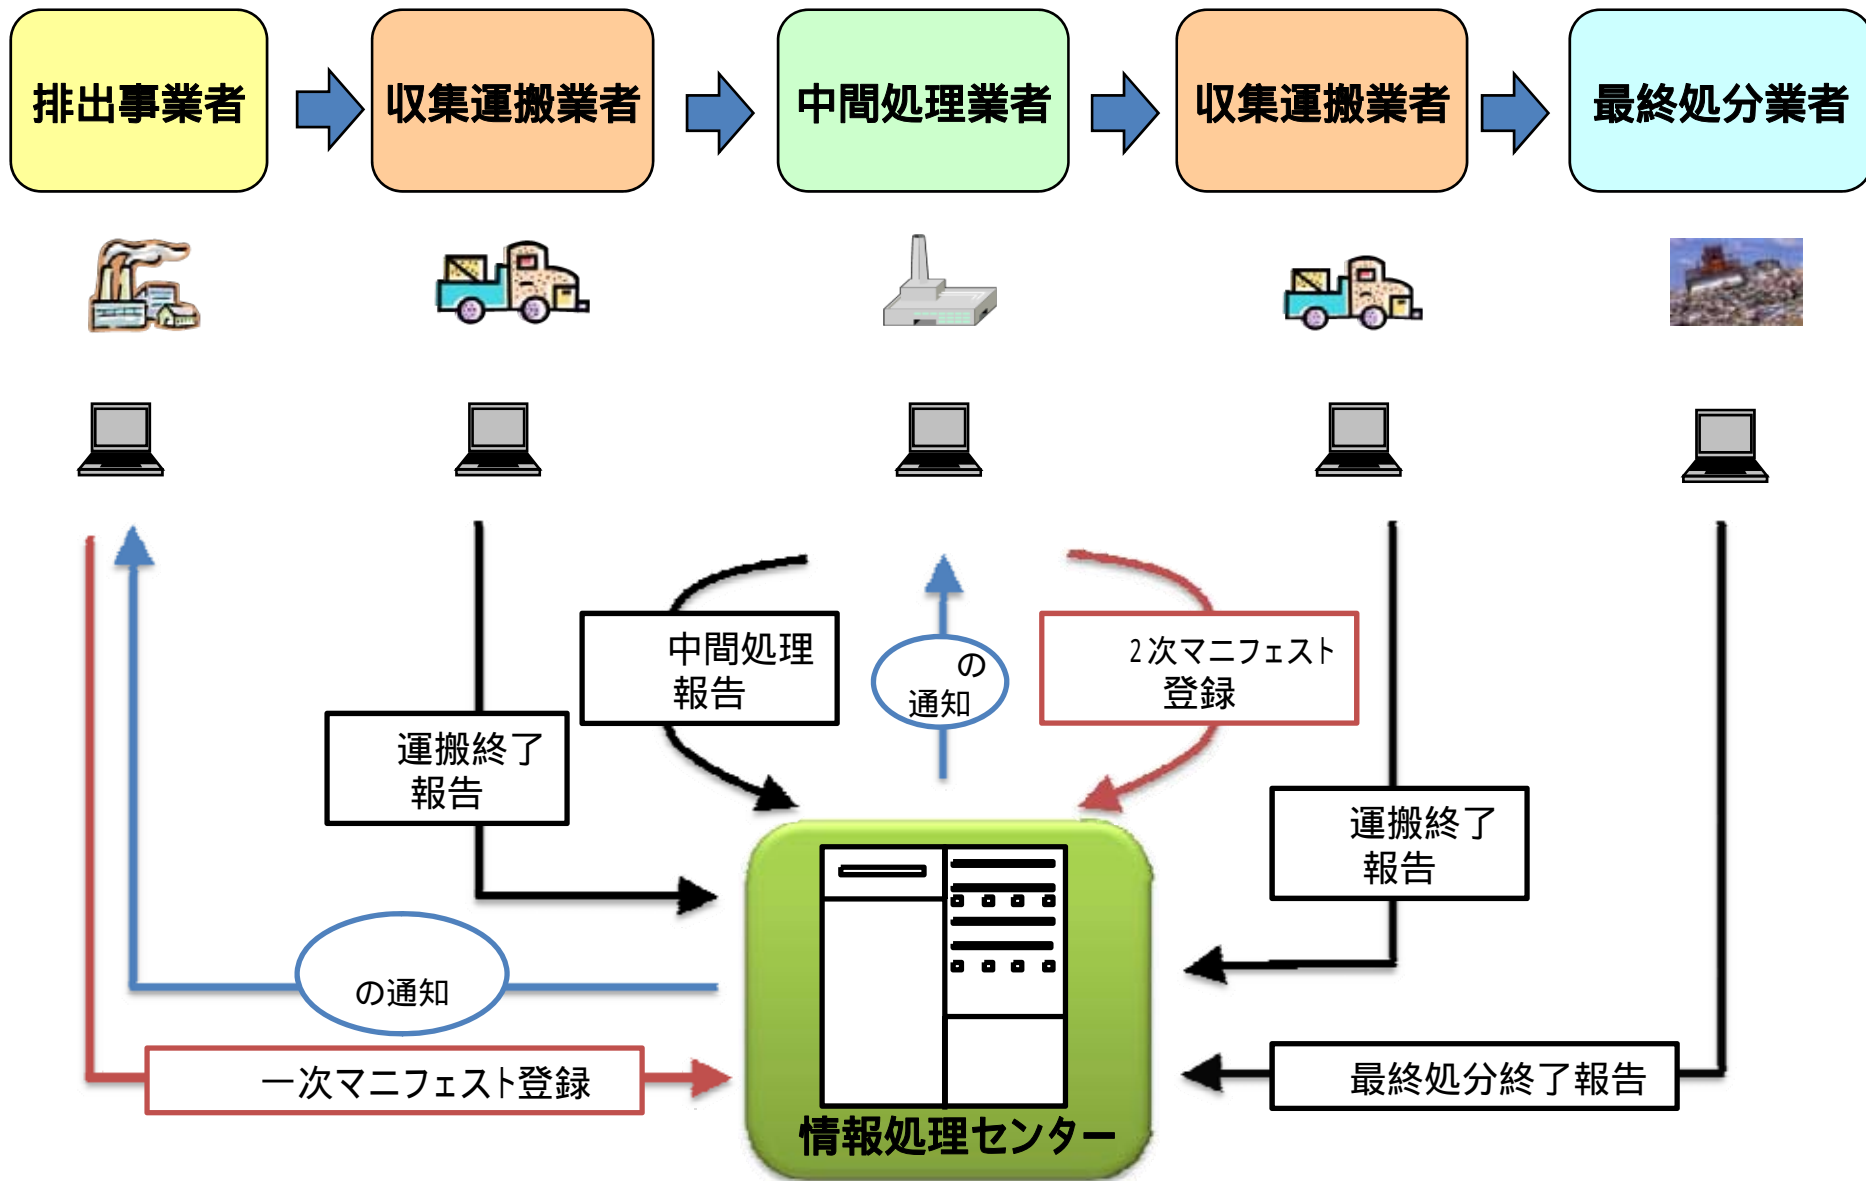 排出事業者
収集運搬業者
中間処理業者
収集運搬業者
最終処分業者
中間処理
報告
の
通知
2次マニフェスト
登録
運搬終了
報告
運搬終了
報告
の通知
一次マニフェスト登録
最終処分終了報告
情報処理センター